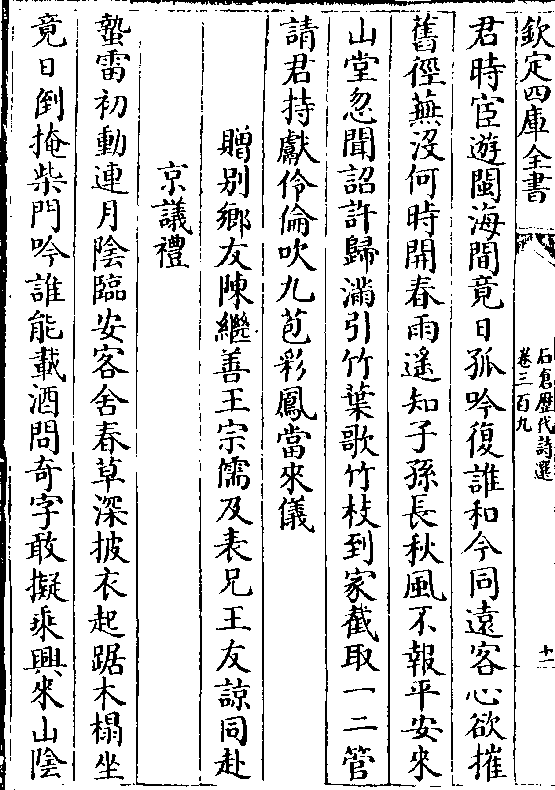 欽定四庫全書
石倉歷代詩選
卷三百九
十一
君時宦遊閩海間竟日孤吟復誰和今同遠客心欲摧
舊徑蕪没何時開春雨遙知子孫長秋風不報平安來
山堂忽聞詔許歸滿引竹葉歌竹枝到家截取一二管
請君持獻伶倫吹九苞彩鳳當來儀
贈别鄉友陳繼善王宗儒及表兄王友諒同赴
京議禮
蟄雷初動連月陰臨安客舍春草深披衣起踞木榻坐
竟日倒掩柴門吟誰能載酒問奇字敢擬乘興來山陰